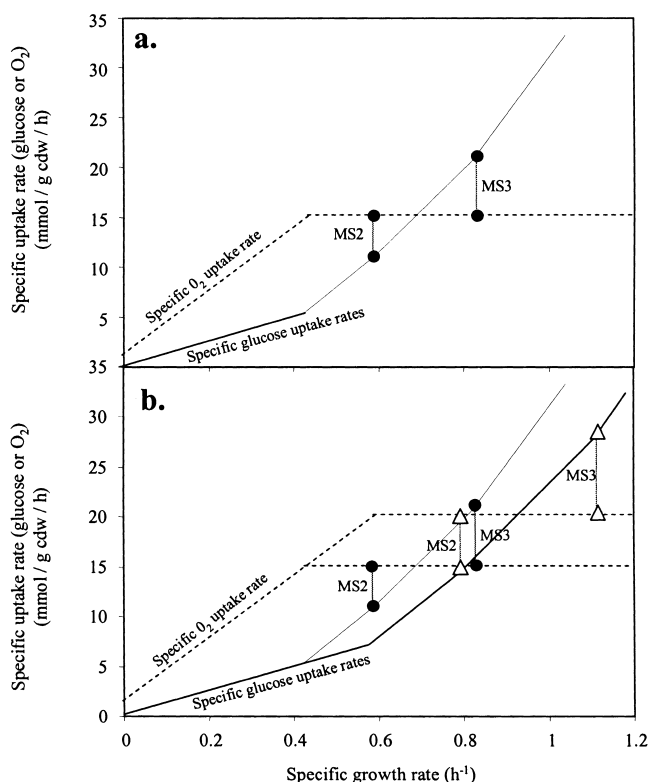 a.
35
30
25
20
15
10
5
35
Specific uptake rate (glucose or O2)
(mmol / g cdw / h)
MS3
MS2
Specific 02 uptake rate
Specific glucose uptake rates
b.
30
25
20
15
10
5
0
Specific uptake rate (glucose or O2)
(mmol / g cdw / h)
MS3
MS2
MS3
MS2
Specific 02 uptake rate
Specific glucose uptake rates
0 0.2 0.4 0.6 0.8 1 1.2
Specific growth rate (h-1)